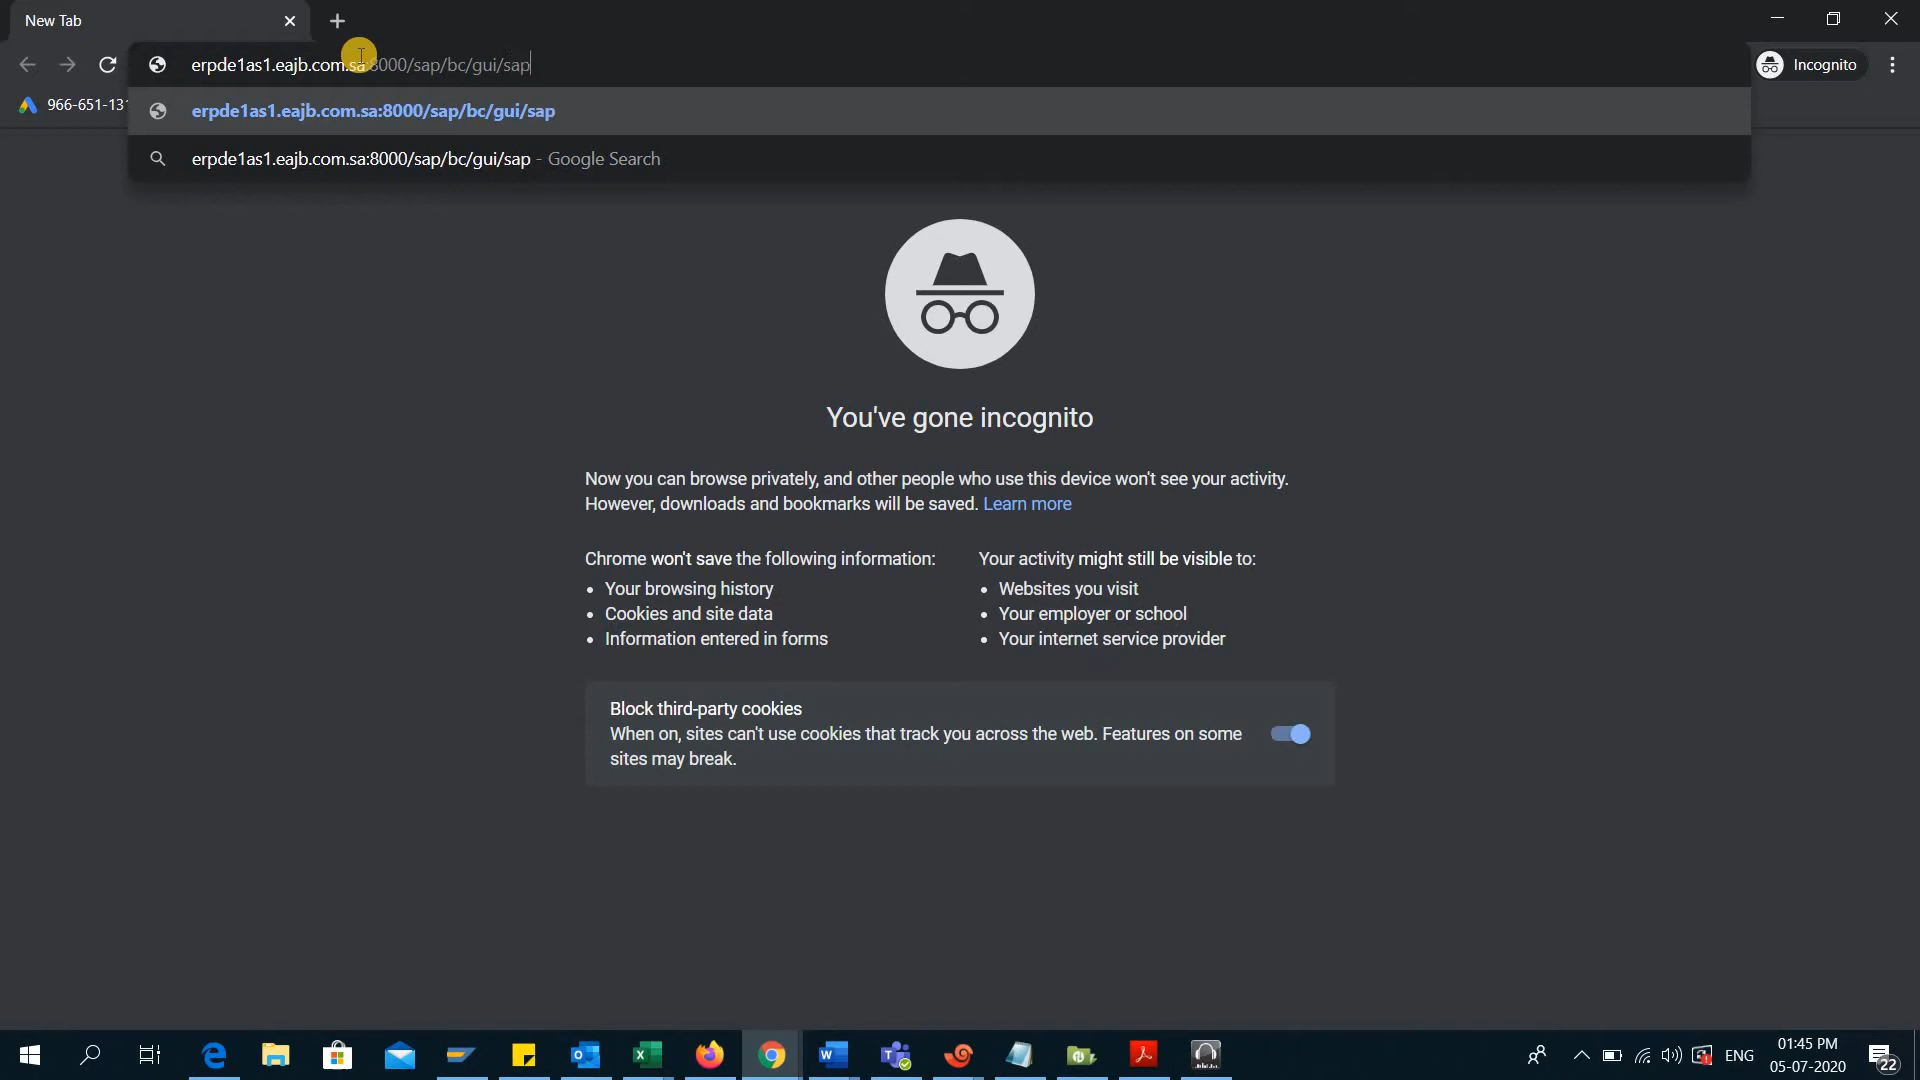 New Tab
erpde1as1.eajb.com.sa:8000/sap/bc/gui/sap
Incognito
966-651-131
erpde1as1.eajb.com.sa:8000/sap/bc/gui/sap
erpde1as1.eajb.com.sa:8000/sap/bc/gui/sap - Google Search
You've gone incognito
Now you can browse privately, and other people who use this device won't see your activity.
However, downloads and bookmarks will be saved. Learn more
Chrome won't save the following information:
Your browsing history
Cookies and site data
Information entered in forms
Your activity might still be visible to:
Websites you visit
Your employer or school
Your internet service provider
Block third-party cookies
When on, sites can't use cookies that track you across the web. Features on some
sites may break.
ENG
01:45 PM
05-07-2020
22